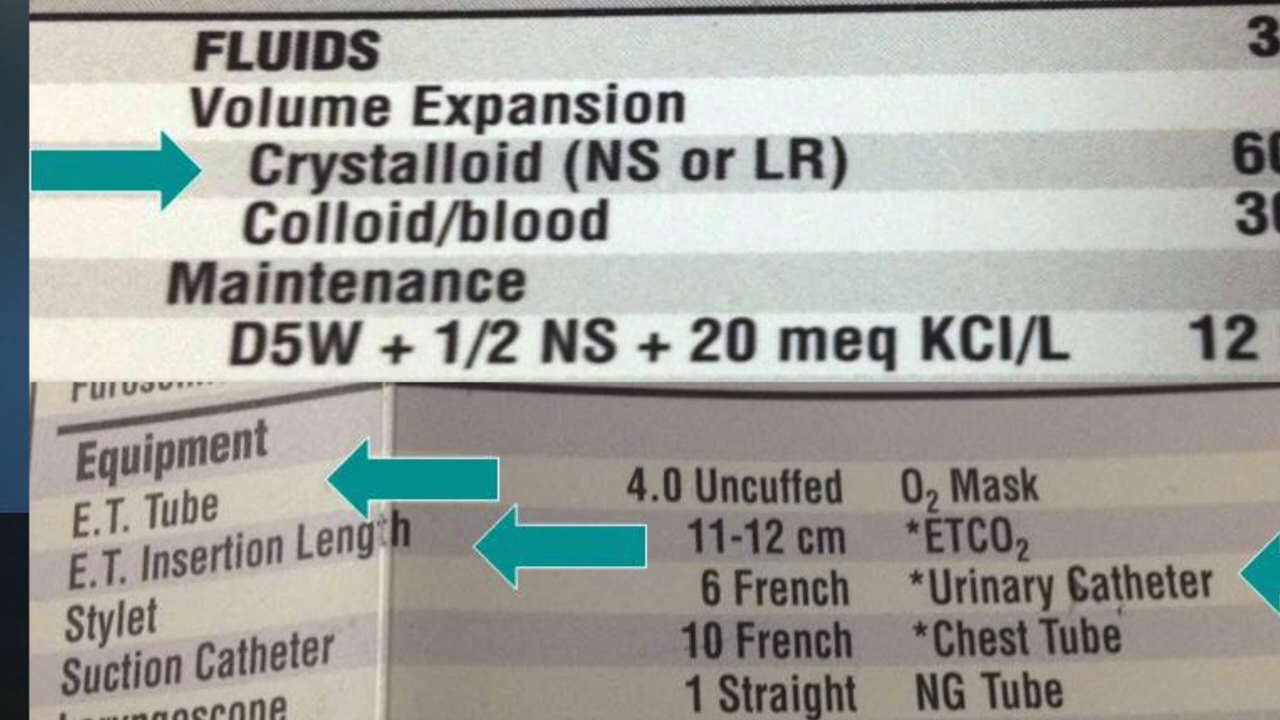 FLUIDS
Volume Expansion
Crystalloid (NS or LR)
Colloid/blood
Maintenance
D5W + 1/2 NS + 20 meq KCl/L 12
Equipment
E.T. Tube 4.0 Uncuffed O₂ Mask
E.T. Insertion Length 11-12 cm *ETCO₂
Stylet 6 French *Urinary Catheter
Suction Catheter 10 French *Chest Tube
Laryngoscope 1 Straight NG Tube